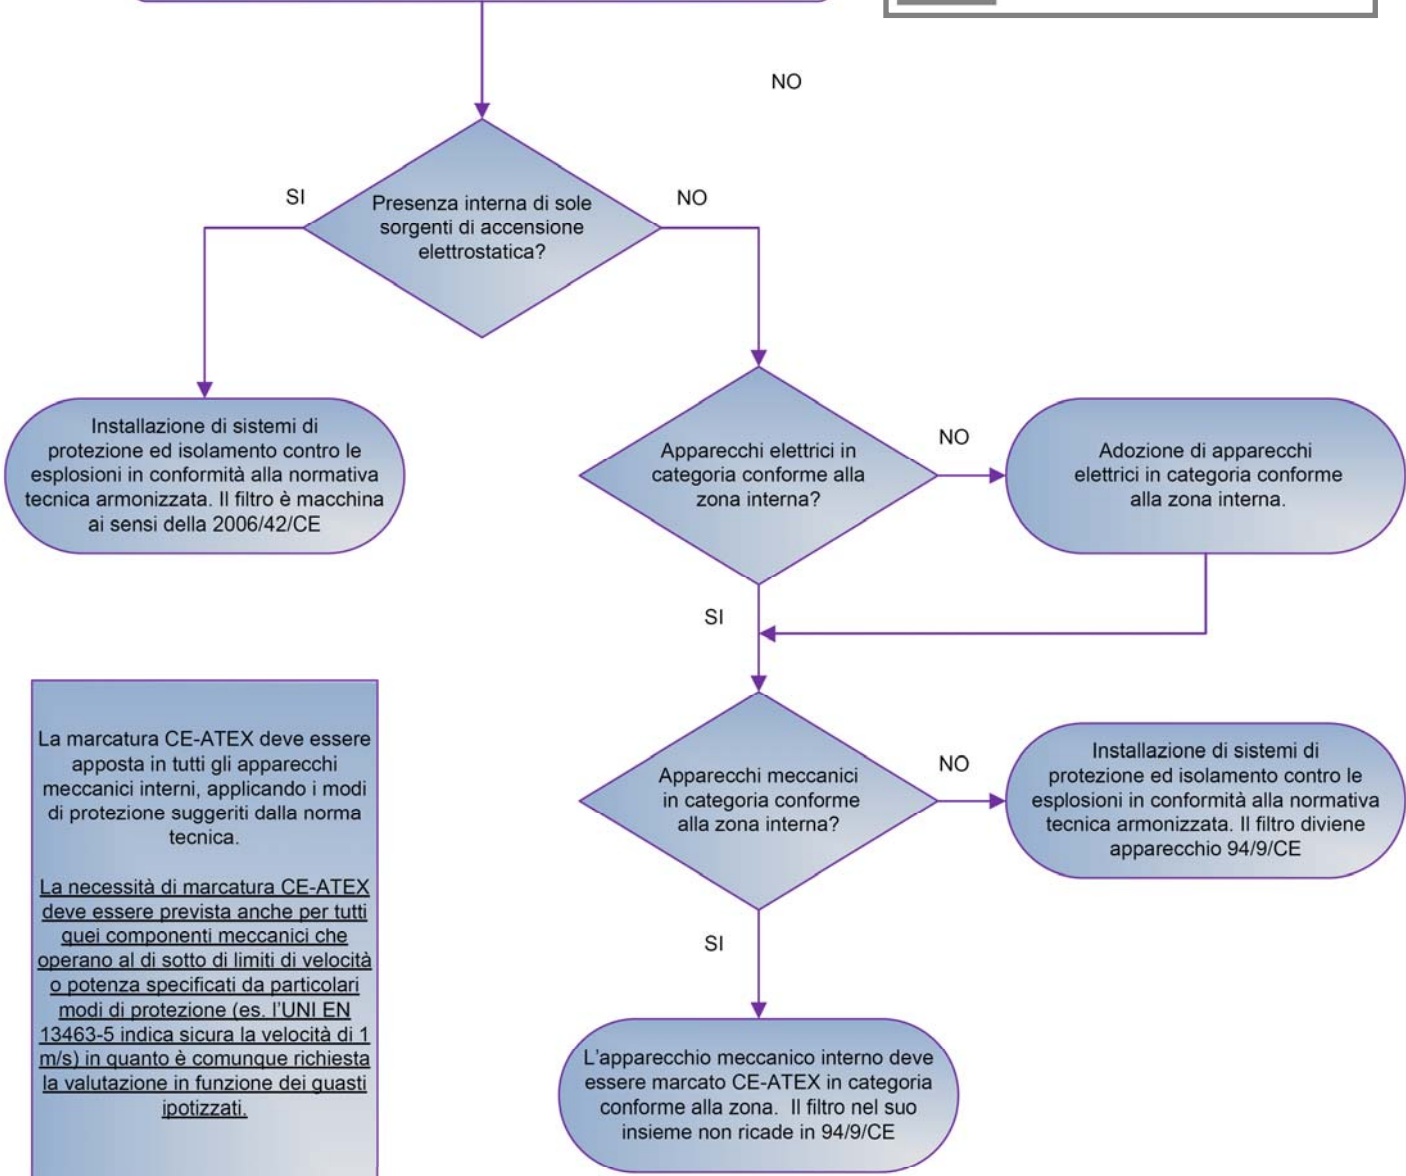 NO
SI
Presenza interna di sole
sorgenti di accensione
elettrostatica?
NO
Installazione di sistemi di
protezione ed isolamento contro le
esplosioni in conformità alla normativa
tecnica armonizzata. Il filtro è macchina
ai sensi della 2006/42/CE
Apparecchi elettrici in
categoria conforme alla
zona interna?
NO
Adozione di apparecchi
elettrici in categoria conforme
alla zona interna.
SI
La marcatura CE-ATEX deve essere
apposta in tutti gli apparecchi
meccanici interni, applicando i modi
di protezione suggeriti dalla norma
tecnica.
La necessità di marcatura CE-ATEX
deve essere prevista anche per tutti
quei componenti meccanici che
operano al di sotto di limiti di velocità
o potenza specificati da particolari
modi di protezione (es. l'UNI EN
13463-5 indica sicura la velocità di 1
m/s) in quanto è comunque richiesta
la valutazione in funzione dei guasti
ipotizzati.
Apparecchi meccanici
in categoria conforme
alla zona interna?
NO
Installazione di sistemi di
protezione ed isolamento contro le
esplosioni in conformità alla normativa
tecnica armonizzata. Il filtro diviene
apparecchio 94/9/CE
SI
L'apparecchio meccanico interno deve
essere marcato CE-ATEX in categoria
conforme alla zona. Il filtro nel suo
insieme non ricade in 94/9/CE